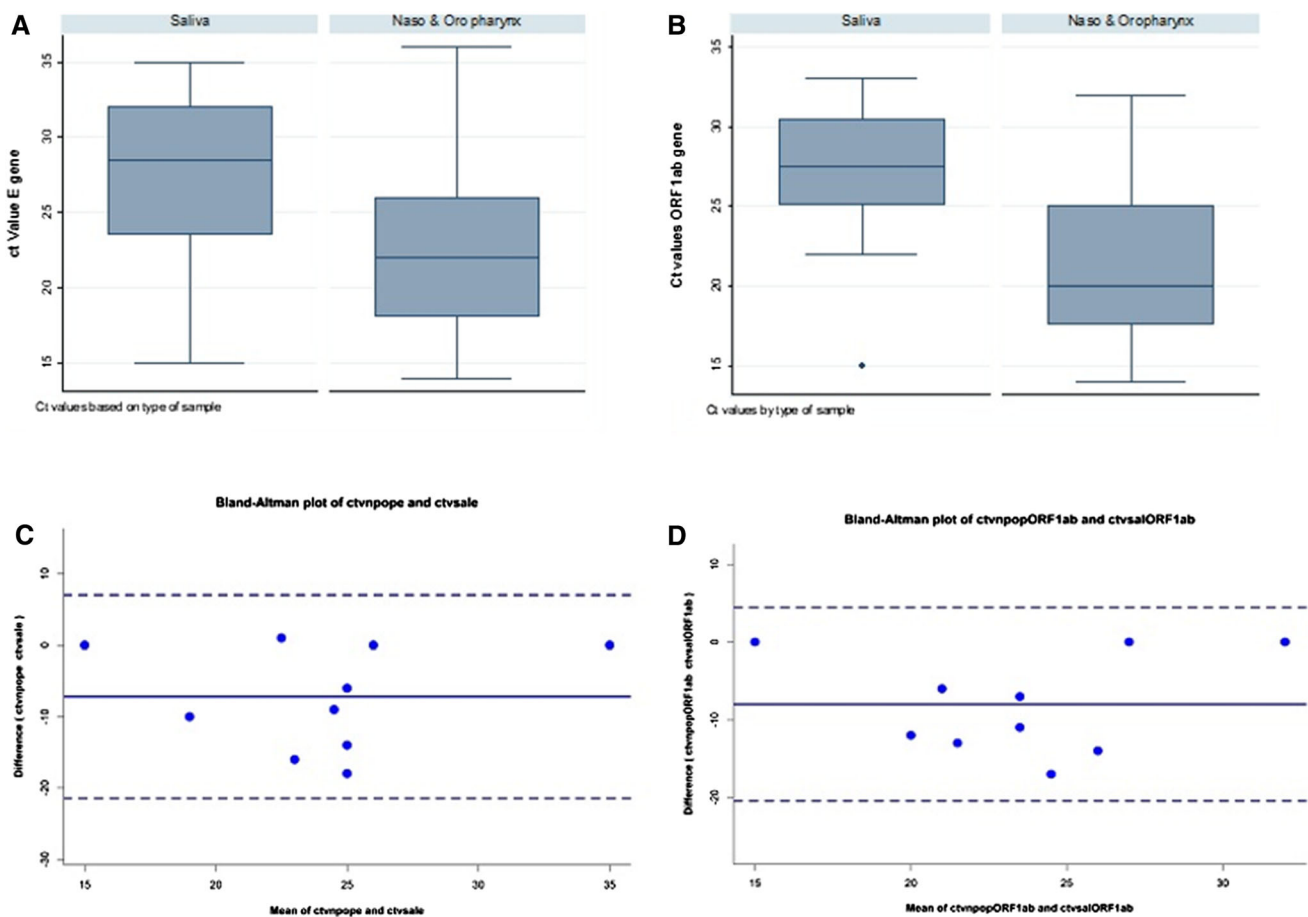 A
Saliva
Naso & Oropharynx
ct Value E gene
35
30
25
20
15
Ct values based on type of sample
B
Saliva
Naso & Oropharynx
Ct values ORF1ab gene
35
30
25
20
15
Ct values by type of sample
C
Bland-Altman plot of ctvnpope and ctvsale
Difference ( ctvnpope ctvsale )
10
0
-10
-20
-30
15 20 25 30 35
Mean of ctvnpope and ctvsale
D
Bland-Altman plot of ctvnpopORF1ab and ctvsalORF1ab
Difference ( ctvnpopORF1ab ctvsalORF1ab )
10
0
-10
-20
15 20 25 30
Mean of ctvnpopORF1ab and ctvsalORF1ab